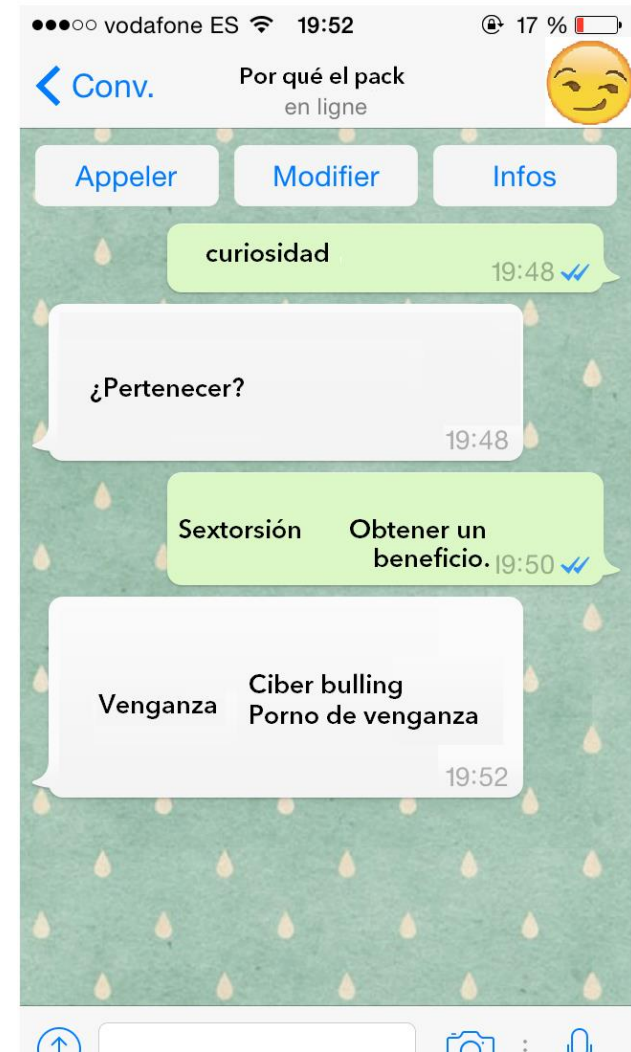 ●●●○○ vodafone ES 19:52 17 %
Conv. Por qué el pack
en ligne
Appeler Modifier Infos
curiosidad
19:48
¿Pertenecer?
19:48
Sextorsión Obtener un
beneficio. 19:50
Ciber bulling
Venganza Porno de venganza
19:52